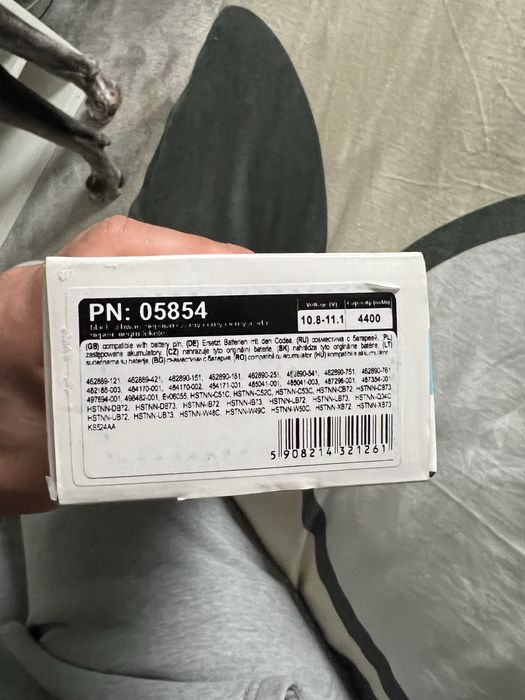 PN: 05854
Voltage (V) Capacity (mAh)
10.8-11.1 4400
(GB) compatible with battery p/n, (DE) Ersetzt Batterien mit den Codes, (RU) совместима с батареей, (PL)
zastępowane akumulatory, (CZ) nahrazuje tyto originální baterie, (SK) nahrádza tyto originálni batérie, (LT)
suderinama su baterija, (BG) съвместим с батерия, (RO) compatibil cu acumulator, (HU) kompatibilis akkumulátor
462889-121 462889-421, 462890-151 462890-161 462890-251 462890-541, 462890-751 462890-761
482186-003, 484170-001, 484170-002, 484171-001 485041-001 485041-003, 487296-001 487354-001
497694-001, 498482-001, EV06055, HSTNN-C51C, HSTNN-C52C, HSTNN-C53C, HSTNN-CB72, HSTNN-CB73
HSTNN-DB72, HSTNN-DB73, HSTNN-IB72, HSTNN-IB73, HSTNN-LB72, HSTNN-LB73, HSTNN-Q34C
HSTNN-UB72, HSTNN-UB73, HSTNN-W48C, HSTNN-W49C, HSTNN-W50C, HSTNN-XB72, HSTNN-XB73
KS524AA
5 908214 321261